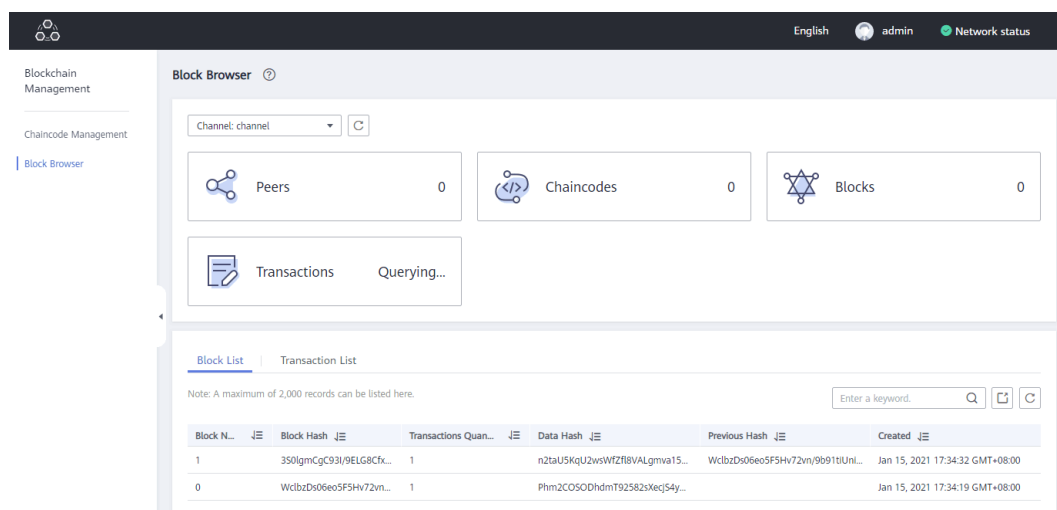 English admin Network status
Blockchain
Management
Block Browser
Chaincode Management
Block Browser
Channel: channel
Peers 0
Chaincodes 0
Blocks 0
Transactions Querying...
Block List Transaction List
Note: A maximum of 2,000 records can be listed here.
Enter a keyword.
Block N... Block Hash Transactions Quan... Data Hash Previous Hash Created
1 3S0lgmCgC93I/9ELG8Cfx... 1 n2taU5KqU2wsWfZfl8VALgmva15... WclbzDs06eo5F5Hv72vn/9b91tiUni... Jan 15, 2021 17:34:32 GMT+08:00
0 WclbzDs06eo5F5Hv72vn... 1 Phm2COSODhdmT92582sXecjS4y... Jan 15, 2021 17:34:19 GMT+08:00